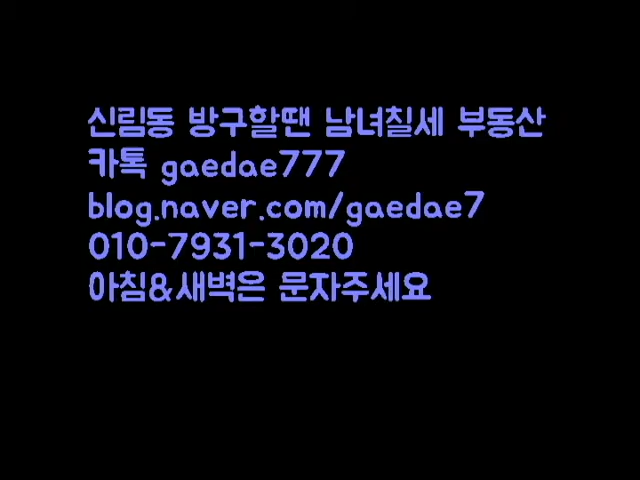 신림동 방구할땐 남녀칠세 부동산
카톡 gaedae777
blog.naver.com/gaedae7
010-7931-3020
아침&새벽은 문자주세요